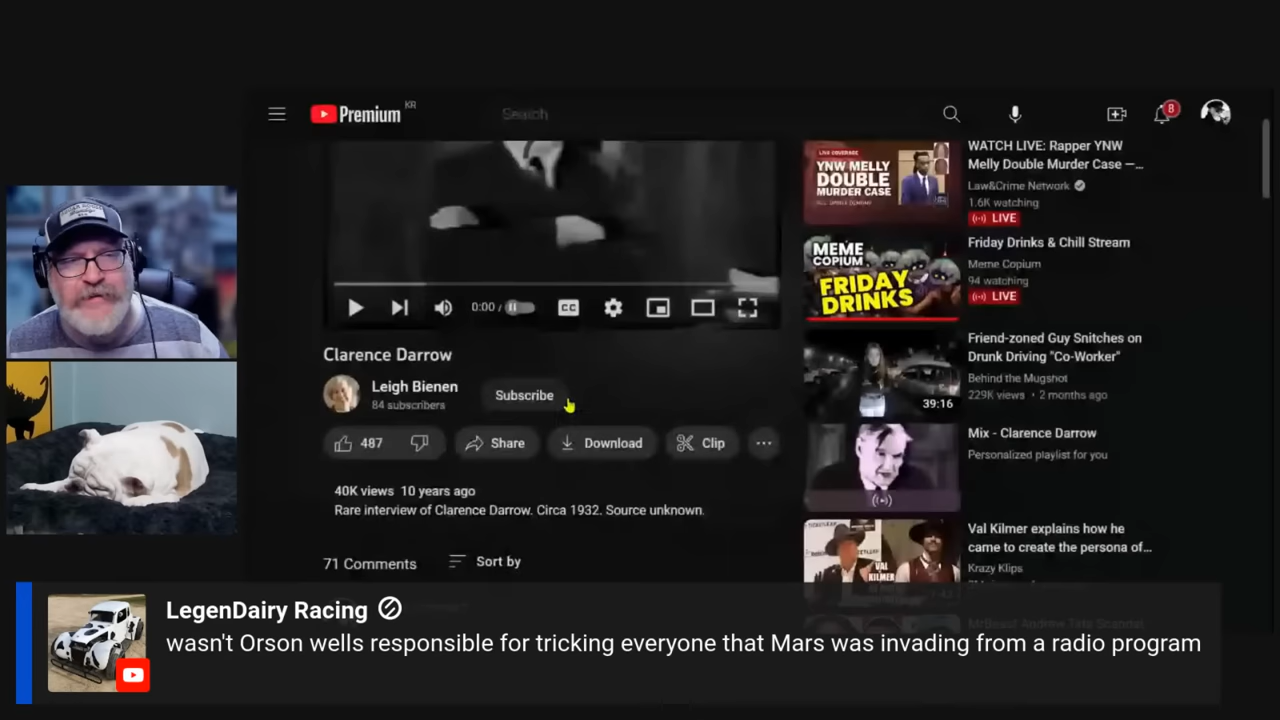 Premium KR
Search
8
LIVE COVERAGE
YNW MELLY
DOUBLE
MURDER CASE
WATCH LIVE: Rapper YNW
Melly Double Murder Case —...
Law&Crime Network
1.6K watching
LIVE
MEME
COPIUM
FRIDAY
DRINKS
Friday Drinks & Chill Stream
Meme Copium
94 watching
LIVE
0:00 /
CC
39:16
Friend-zoned Guy Snitches on
Drunk Driving "Co-Worker"
Behind the Mugshot
229K views • 2 months ago
Clarence Darrow
Leigh Bienen
84 subscribers
Subscribe
487
Share
Download
Clip
Mix - Clarence Darrow
Personalized playlist for you
40K views 10 years ago
Rare interview of Clarence Darrow. Circa 1932. Source unknown.
VAL
KILMER
Val Kilmer explains how he
came to create the persona of...
Krazy Klips
71 Comments
Sort by
LegenDairy Racing
wasn't Orson wells responsible for tricking everyone that Mars was invading from a radio program